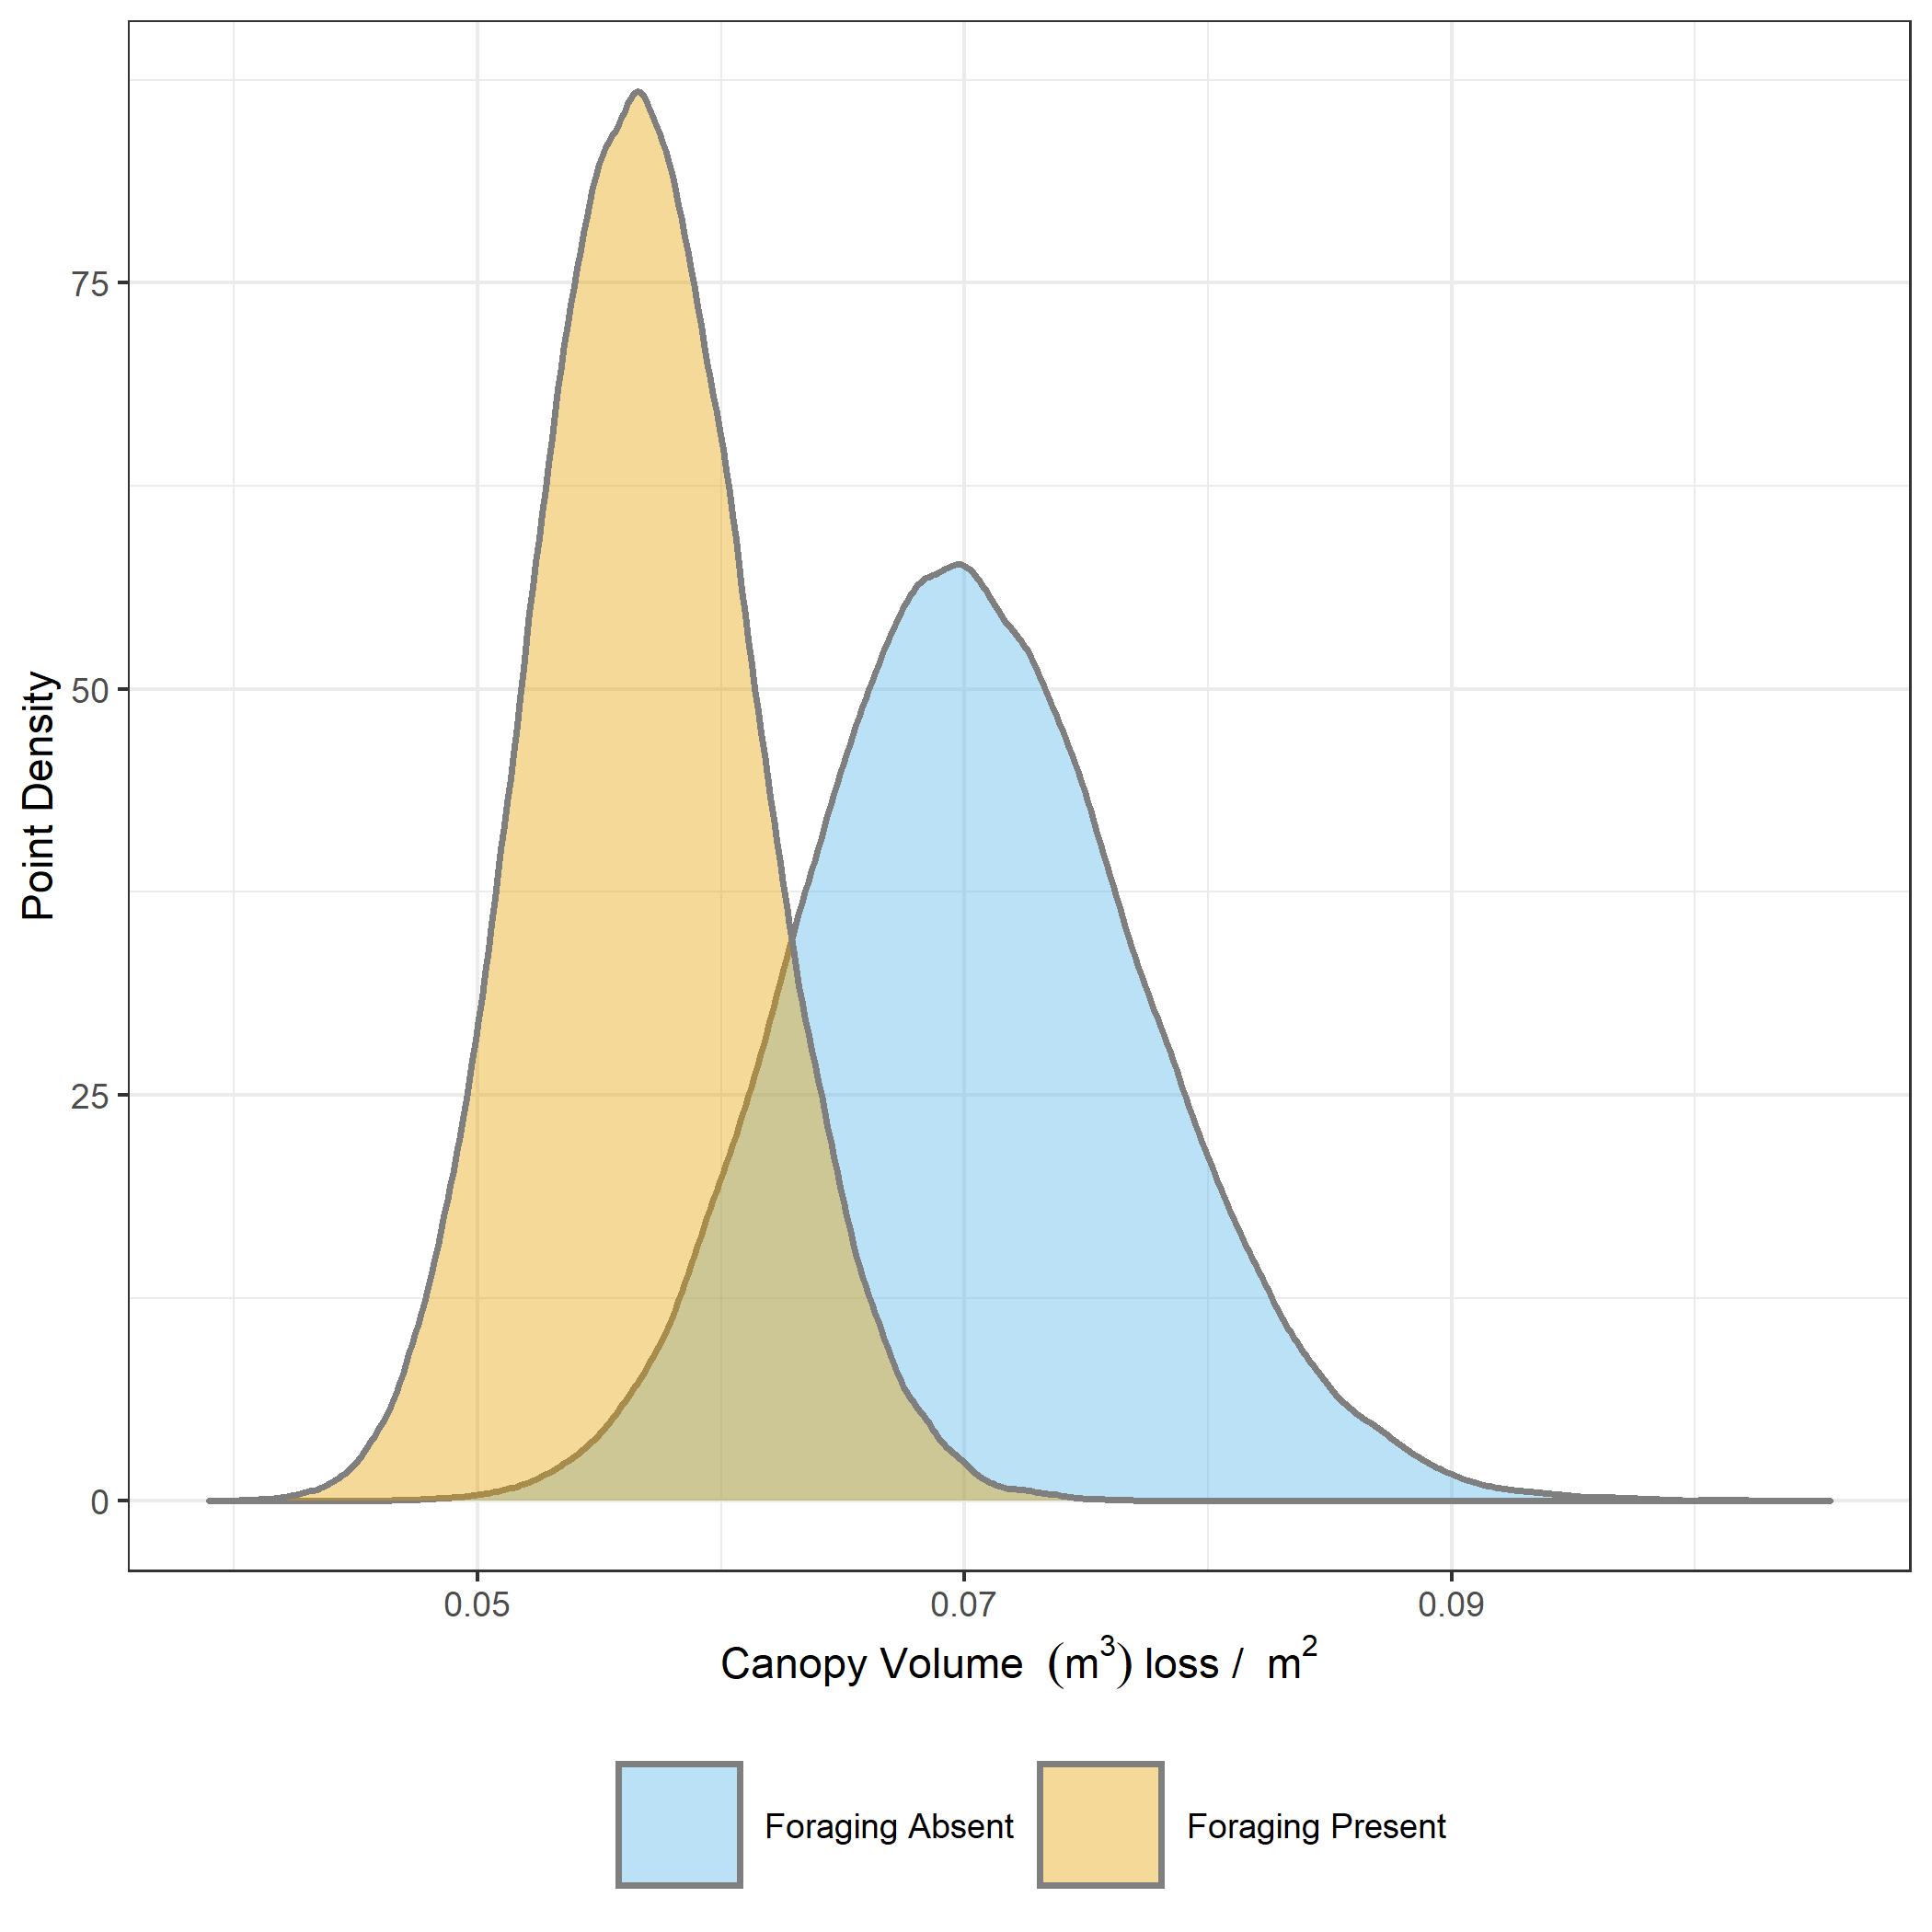 Point Density
75
50
25
0
0.05 0.07 0.09
Canopy Volume (m³) loss / m²
Foraging Absent Foraging Present